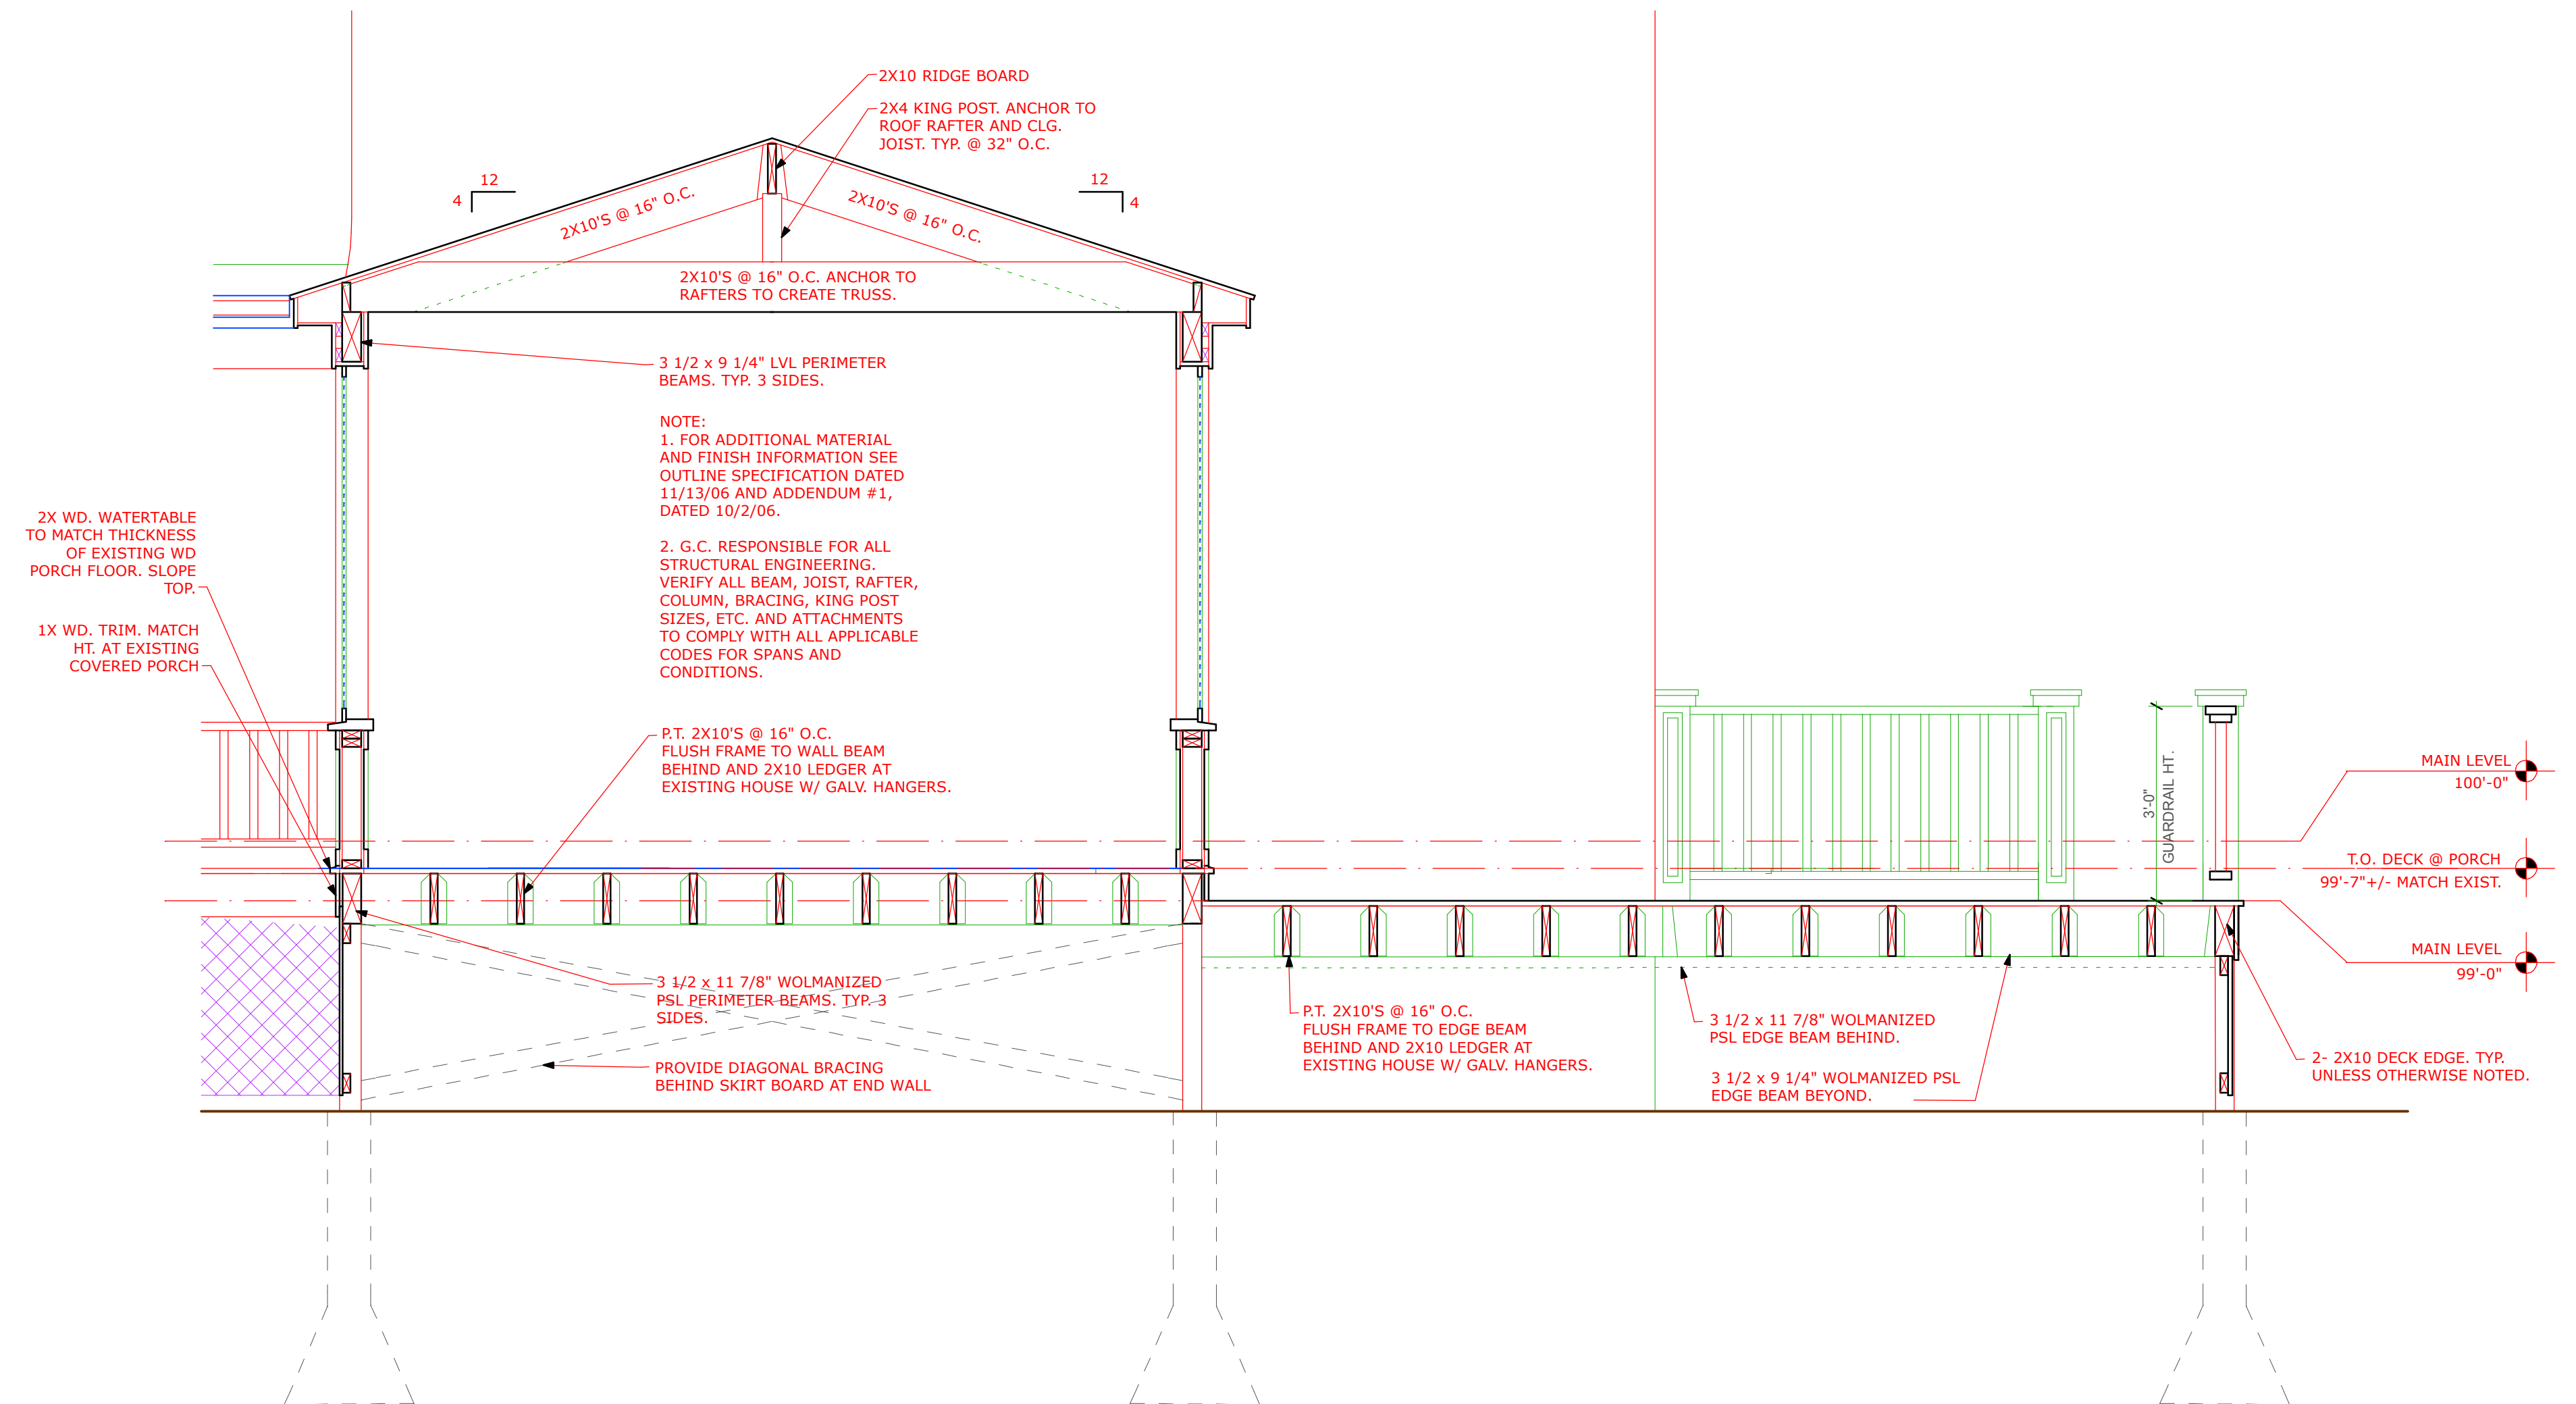 2X10 RIDGE BOARD
2X4 KING POST. ANCHOR TO
ROOF RAFTER AND CLG.
JOIST. TYP. @ 32" O.C.
12
4
12
4
2X10'S @ 16" O.C.
2X10'S @ 16" O.C.
2X10'S @ 16" O.C. ANCHOR TO
RAFTERS TO CREATE TRUSS.
3 1/2 x 9 1/4" LVL PERIMETER
BEAMS. TYP. 3 SIDES.
NOTE:
1. FOR ADDITIONAL MATERIAL
AND FINISH INFORMATION SEE
OUTLINE SPECIFICATION DATED
11/13/06 AND ADDENDUM #1,
DATED 10/2/06.
2. G.C. RESPONSIBLE FOR ALL
STRUCTURAL ENGINEERING.
VERIFY ALL BEAM, JOIST, RAFTER,
COLUMN, BRACING, KING POST
SIZES, ETC. AND ATTACHMENTS
TO COMPLY WITH ALL APPLICABLE
CODES FOR SPANS AND
CONDITIONS.
2X WD. WATERTABLE
TO MATCH THICKNESS
OF EXISTING WD
PORCH FLOOR. SLOPE
TOP.
1X WD. TRIM. MATCH
HT. AT EXISTING
COVERED PORCH
P.T. 2X10'S @ 16" O.C.
FLUSH FRAME TO WALL BEAM
BEHIND AND 2X10 LEDGER AT
EXISTING HOUSE W/ GALV. HANGERS.
3'-0"
GUARDRAIL HT.
MAIN LEVEL
100'-0"
T.O. DECK @ PORCH
99'-7"+/- MATCH EXIST.
MAIN LEVEL
99'-0"
3 1/2 x 11 7/8" WOLMANIZED
PSL PERIMETER BEAMS. TYP. 3
SIDES.
PROVIDE DIAGONAL BRACING
BEHIND SKIRT BOARD AT END WALL
P.T. 2X10'S @ 16" O.C.
FLUSH FRAME TO EDGE BEAM
BEHIND AND 2X10 LEDGER AT
EXISTING HOUSE W/ GALV. HANGERS.
3 1/2 x 11 7/8" WOLMANIZED
PSL EDGE BEAM BEHIND.
3 1/2 x 9 1/4" WOLMANIZED PSL
EDGE BEAM BEYOND.
2- 2X10 DECK EDGE. TYP.
UNLESS OTHERWISE NOTED.